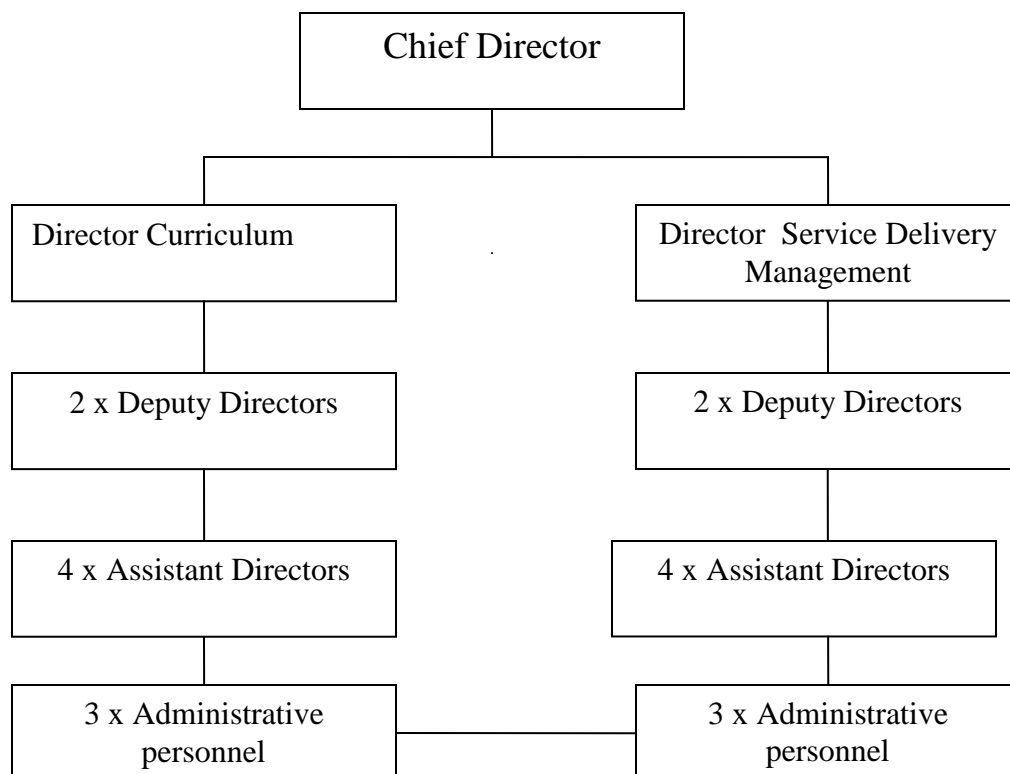 Chief Director
Director Curriculum
Director  Service Delivery
Management
2 x Deputy Directors
2 x Deputy Directors
4 x Assistant Directors
4 x Assistant Directors
3 x Administrative
personnel
3 x Administrative
personnel